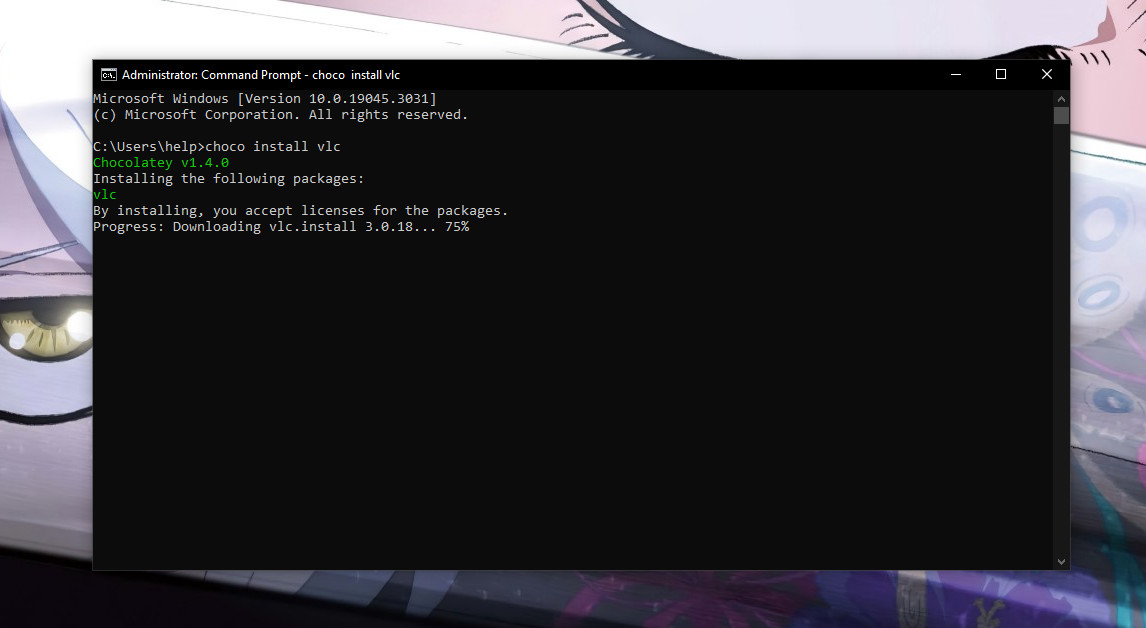 Administrator: Command Prompt - choco  install vlc
Microsoft Windows [Version 10.0.19045.3031]
(c) Microsoft Corporation. All rights reserved.
C:\Users\help>choco install vlc
Chocolatey v1.4.0
Installing the following packages:
vlc
By installing, you accept licenses for the packages.
Progress: Downloading vlc.install 3.0.18... 75%